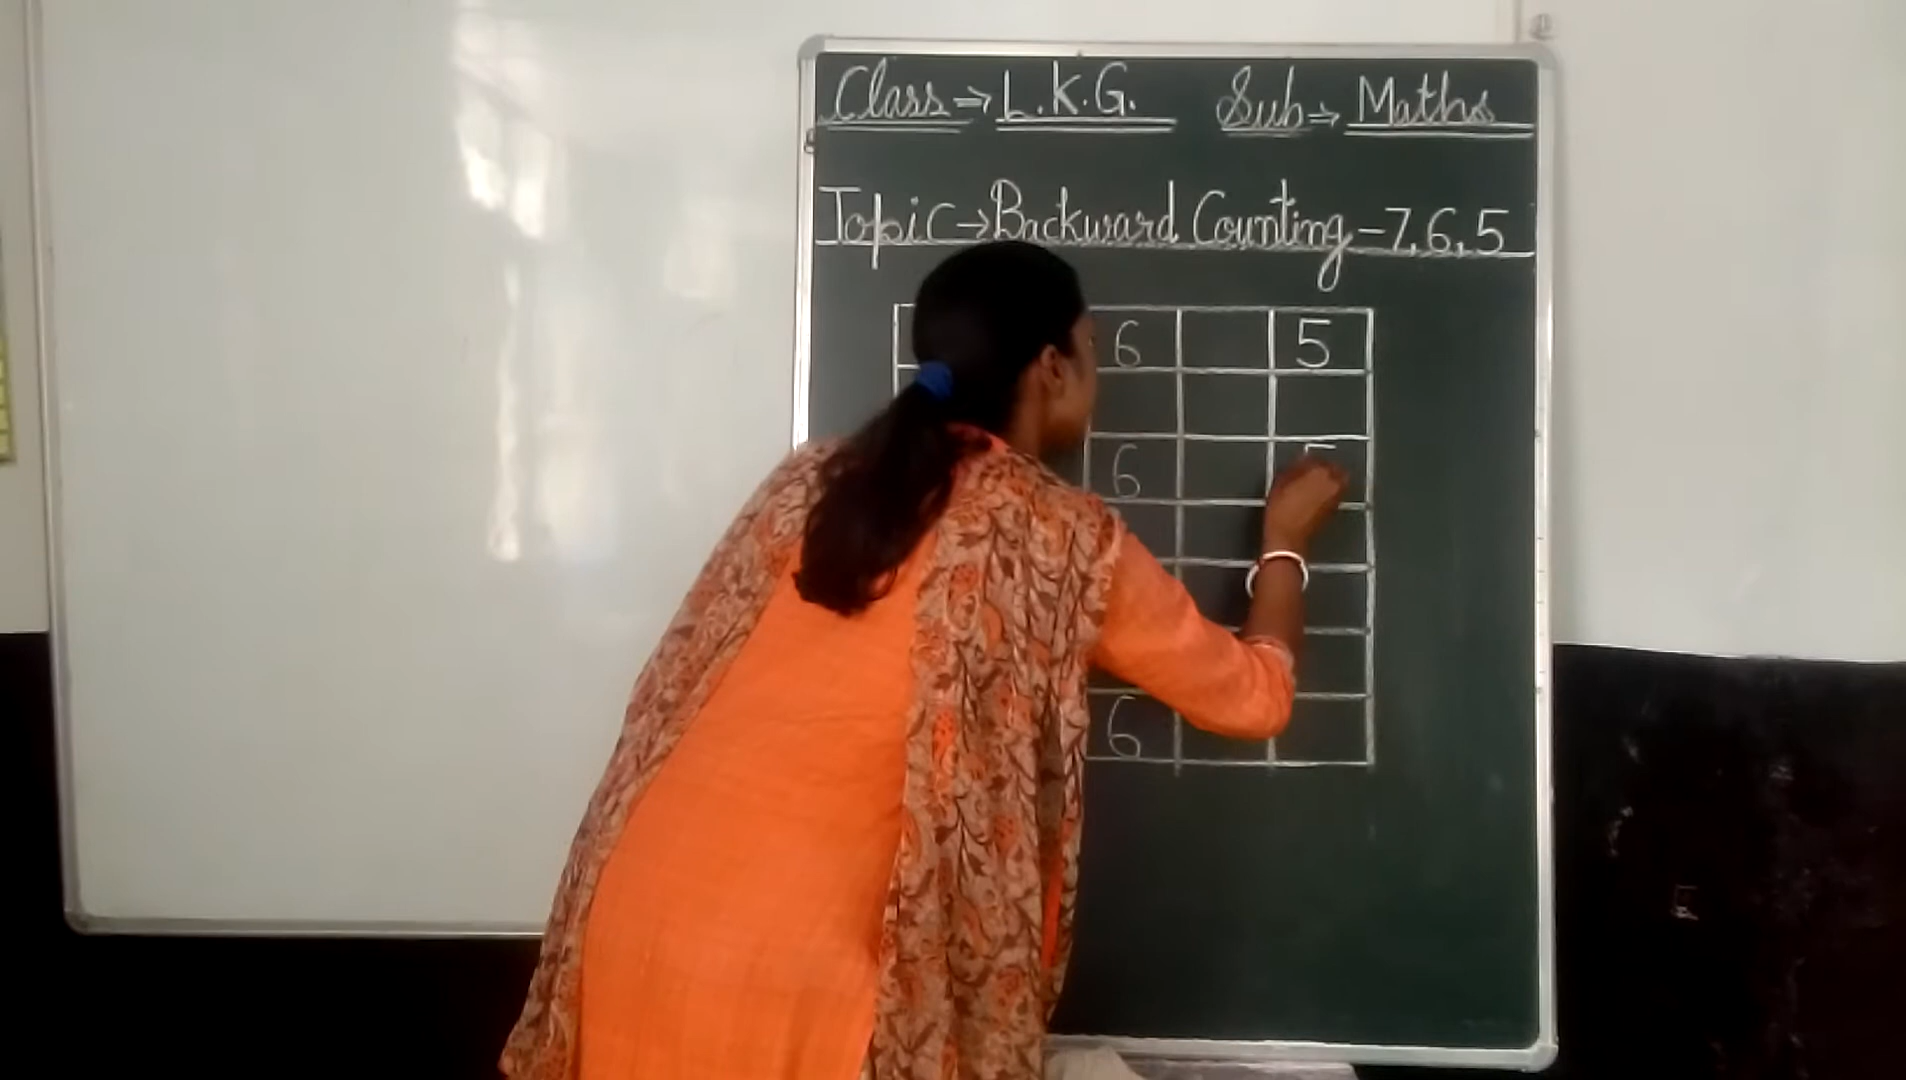 Class → L.K.G. Sub → Maths
Topic → Backward Counting - 7, 6, 5
6 5
6 5
6